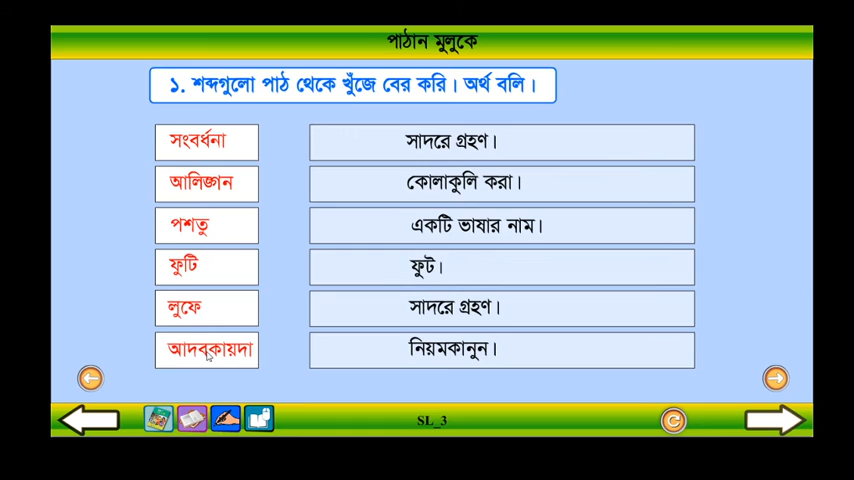 পাঠান মুলুকে
১. শব্দগুলো পাঠ থেকে খুঁজে বের করি। অর্থ বলি।
সংবর্ধনা সাদরে গ্রহণ।
আলিঙ্গন কোলাকুলি করা।
পশতু একটি ভাষার নাম।
ফুটি ফুট।
লুফে সাদরে গ্রহণ।
আদবকায়দা নিয়মকানুন।
SL_3